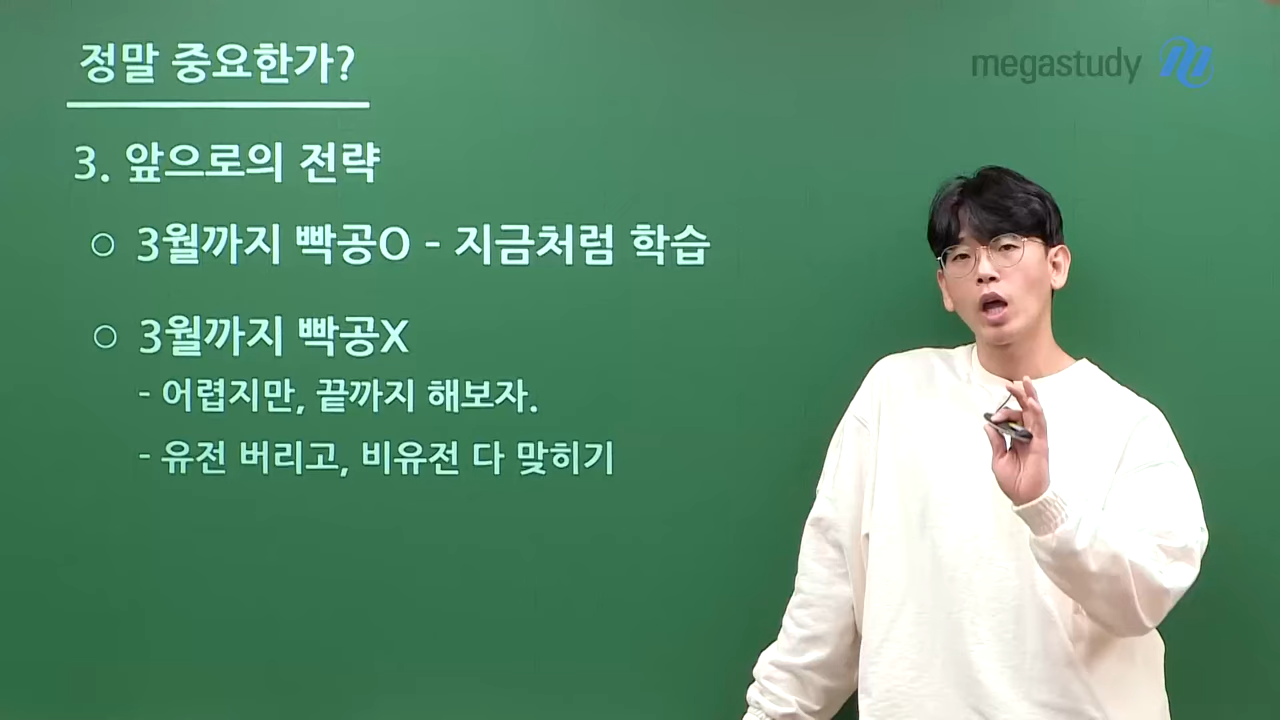 정말 중요한가?
megastudy
3. 앞으로의 전략
○ 3월까지 빡공O - 지금처럼 학습
○ 3월까지 빡공X
- 어렵지만, 끝까지 해보자.
- 유전 버리고, 비유전 다 맞히기